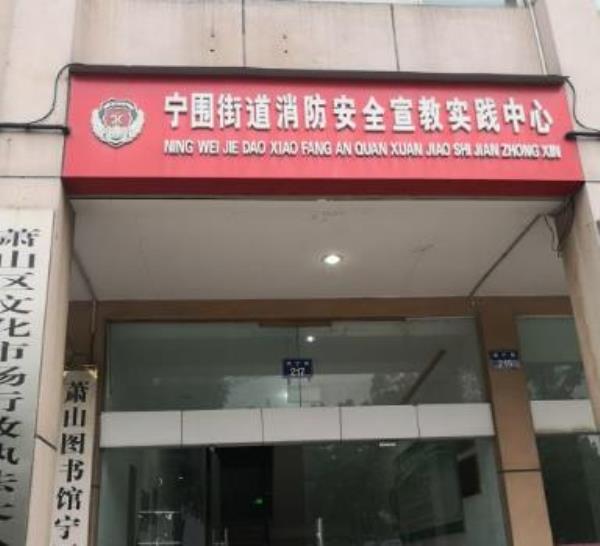 宁围街道消防安全宣教实践中心
NING WEI JIE DAO XIAO FANG AN QUAN XUAN JIAO SHI JIAN ZHONG XIN
萧山区文化市场行政执法大
萧山图书馆宁
217
219